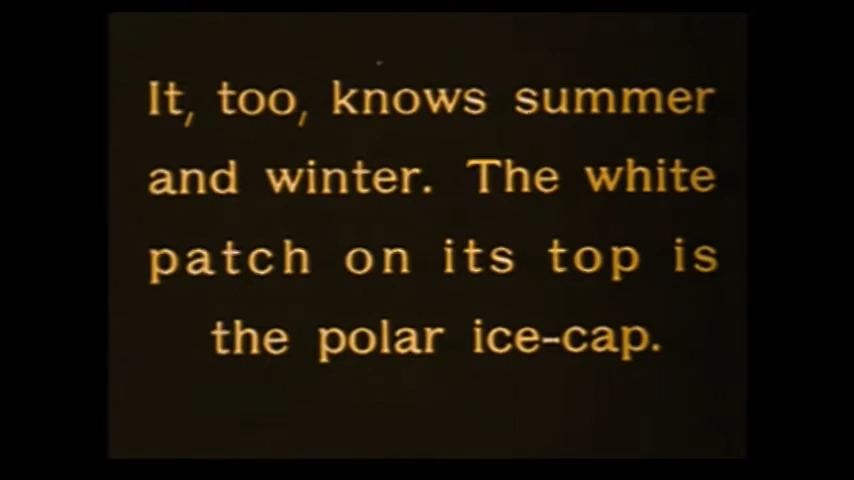 It, too, knows summer
and winter. The white
patch on its top is
the polar ice-cap.